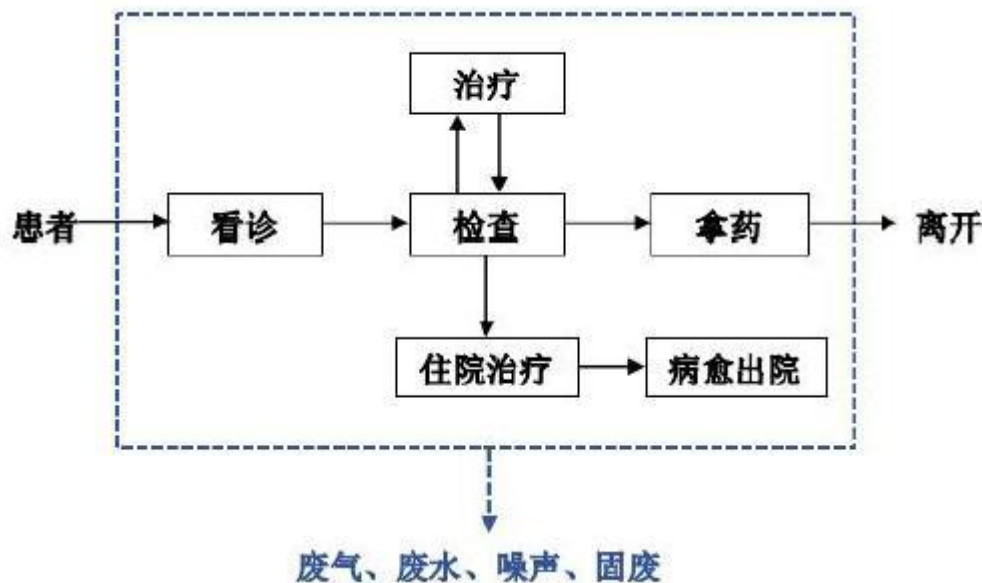 治疗
患者
看诊
检查
拿药
离开
住院治疗
病愈出院
废气、废水、噪声、固废